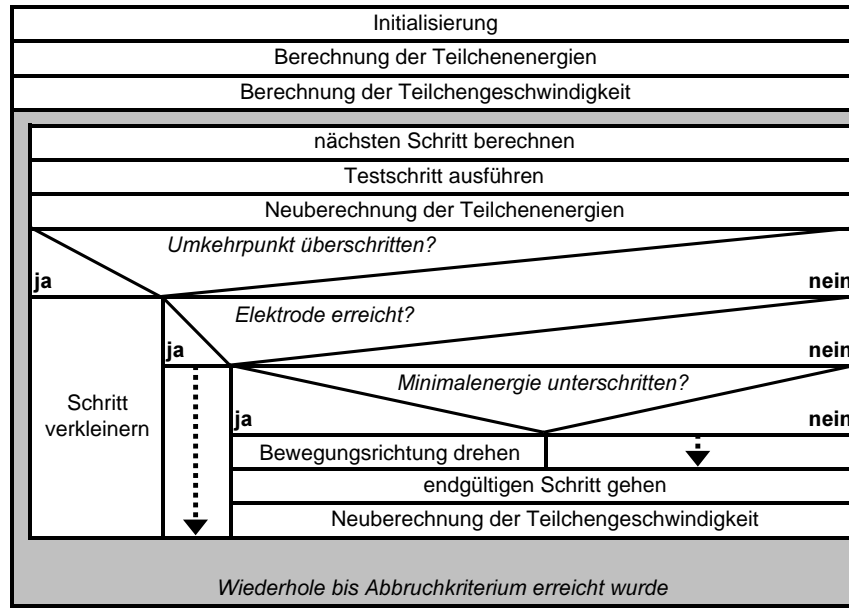 Initialisierung
Berechnung der Teilchenenergien
Berechnung der Teilchengeschwindigkeit
nächsten Schritt berechnen
Testschritt ausführen
Neuberechnung der Teilchenenergien
Umkehrpunkt überschritten?
ja
nein
Elektrode erreicht?
ja
nein
Minimalenergie unterschritten?
ja
nein
Schritt
verkleinern
Bewegungsrichtung drehen
endgültigen Schritt gehen
Neuberechnung der Teilchengeschwindigkeit
Wiederhole bis Abbruchkriterium erreicht wurde